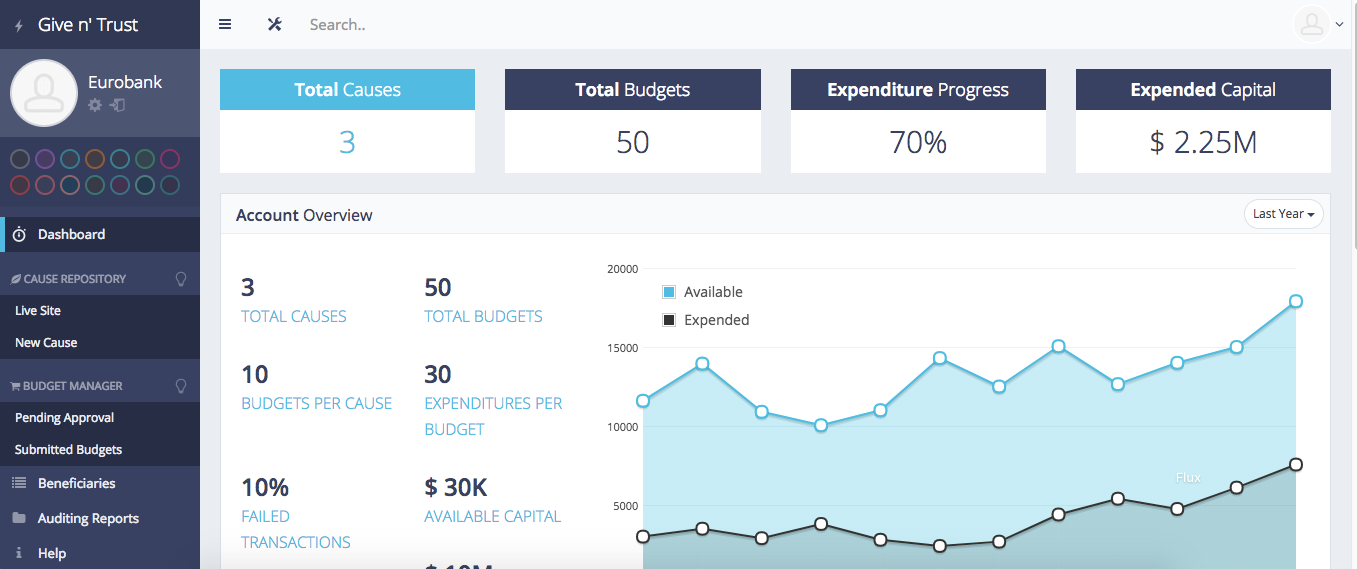 Give n' Trust
Search..
Eurobank
Dashboard
CAUSE REPOSITORY
Live Site
New Cause
BUDGET MANAGER
Pending Approval
Submitted Budgets
Beneficiaries
Auditing Reports
Help
Total Causes
3
Total Budgets
50
Expenditure Progress
70%
Expended Capital
$ 2.25M
Account Overview
Last Year
3
TOTAL CAUSES
50
TOTAL BUDGETS
10
BUDGETS PER CAUSE
30
EXPENDITURES PER
BUDGET
10%
FAILED
TRANSACTIONS
$ 30K
AVAILABLE CAPITAL
20000
15000
10000
5000
Available
Expended
Flux